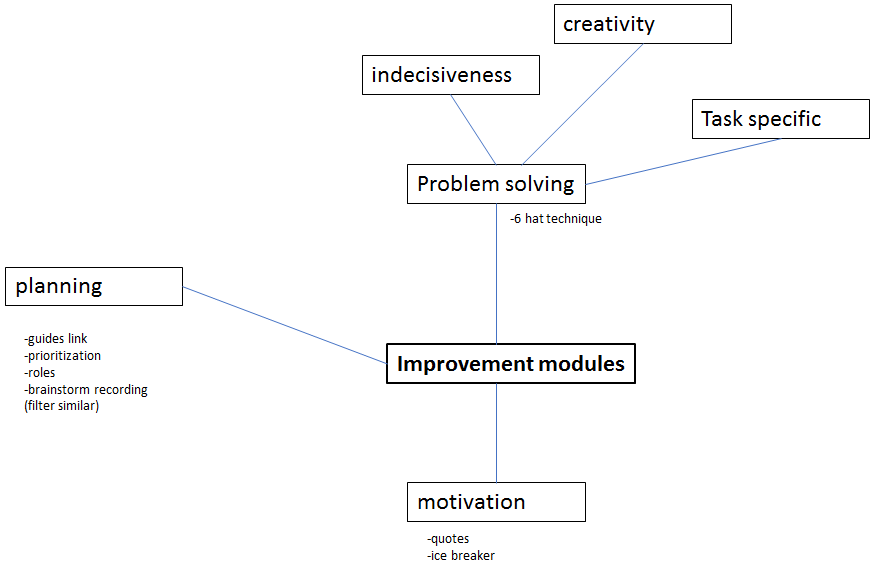 creativity
indecisiveness
Task specific
Problem solving
-6 hat technique
planning
-guides link
-prioritization
-roles
-brainstorm recording
(filter similar)
Improvement modules
motivation
-quotes
-ice breaker